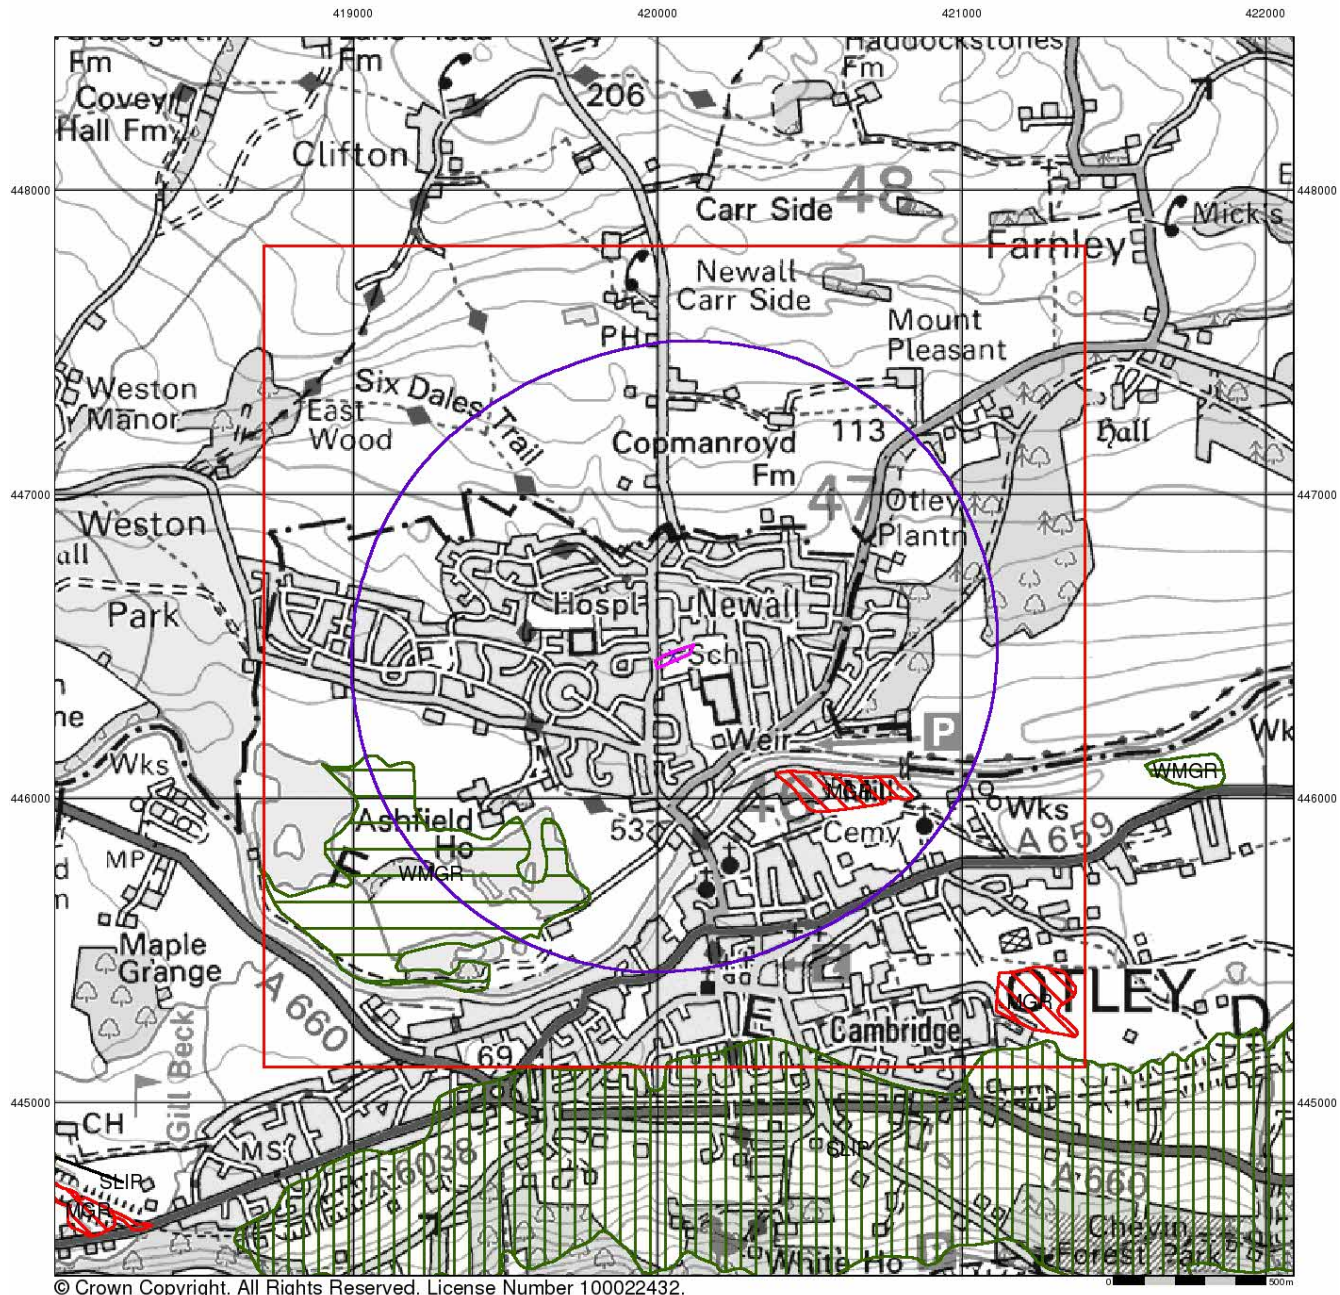 419000
420000
421000
422000
Fm
Fm
Haddockstones
Fm
206
Hall Fm
Clifton
448000
448000
Carr Side
48
Mick's
Farnley
Newall
Carr Side
PH
Mount
Pleasant
Weston
Manor
Six Dales Trail
East
Wood
Copmanroyd
Fm
113
Hall
447000
447000
47
Otley
Plantn
Weston
all
Park
Hospl
Newall
Sch
ne
Weir
P
Wk
Wks
WMGR
446000
446000
Ashfield
Ho
53
Cemy
Wks
A 659
MP
WMGR
Maple
Grange
A 660
MGR
OTLEY
D
E
Cambridge
69
Gill Beck
445000
445000
CH
MS
A 6038
SLIP
SLIP
MGR
A 660
Chevin
Forest Park
White Ho
0
500m
© Crown Copyright. All Rights Reserved. License Number 100022432.